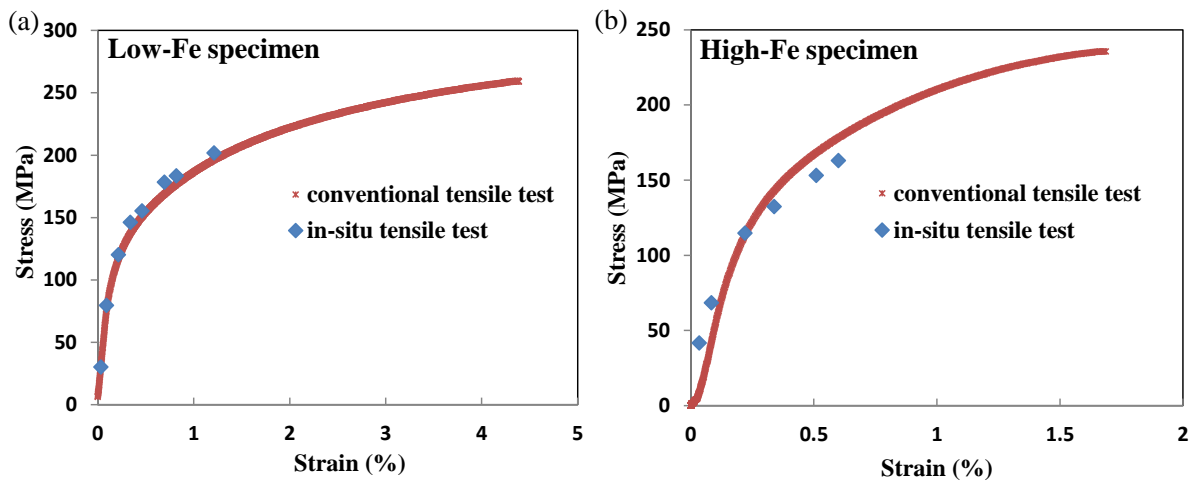 (a)
Low-Fe specimen
300
250
200
150
100
50
0
Stress (MPa)
conventional tensile test
in-situ tensile test
0 1 2 3 4 5
Strain (%)
(b)
High-Fe specimen
250
200
150
100
50
0
Stress (MPa)
conventional tensile test
in-situ tensile test
0 0.5 1 1.5 2
Strain (%)